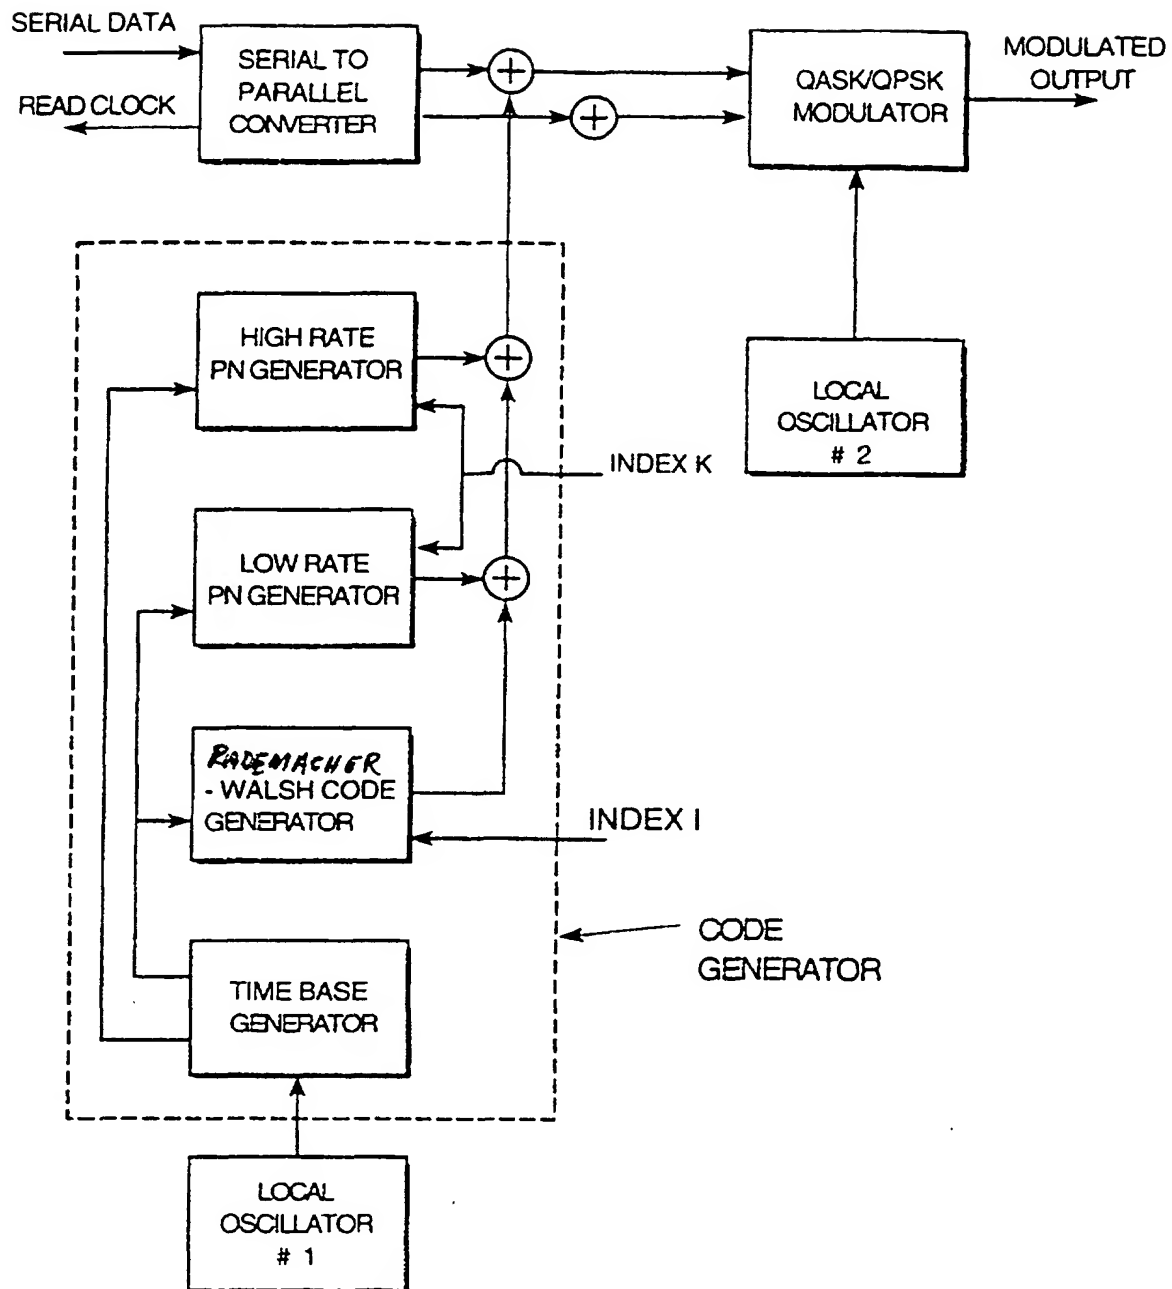 SERIAL DATA
READ CLOCK
SERIAL TO
PARALLEL
CONVERTER
QASK/QPSK
MODULATOR
MODULATED
OUTPUT
HIGH RATE
PN GENERATOR
LOCAL
OSCILLATOR
# 2
INDEX K
LOW RATE
PN GENERATOR
RADEMACHER
- WALSH CODE
GENERATOR
INDEX I
CODE
GENERATOR
TIME BASE
GENERATOR
LOCAL
OSCILLATOR
# 1